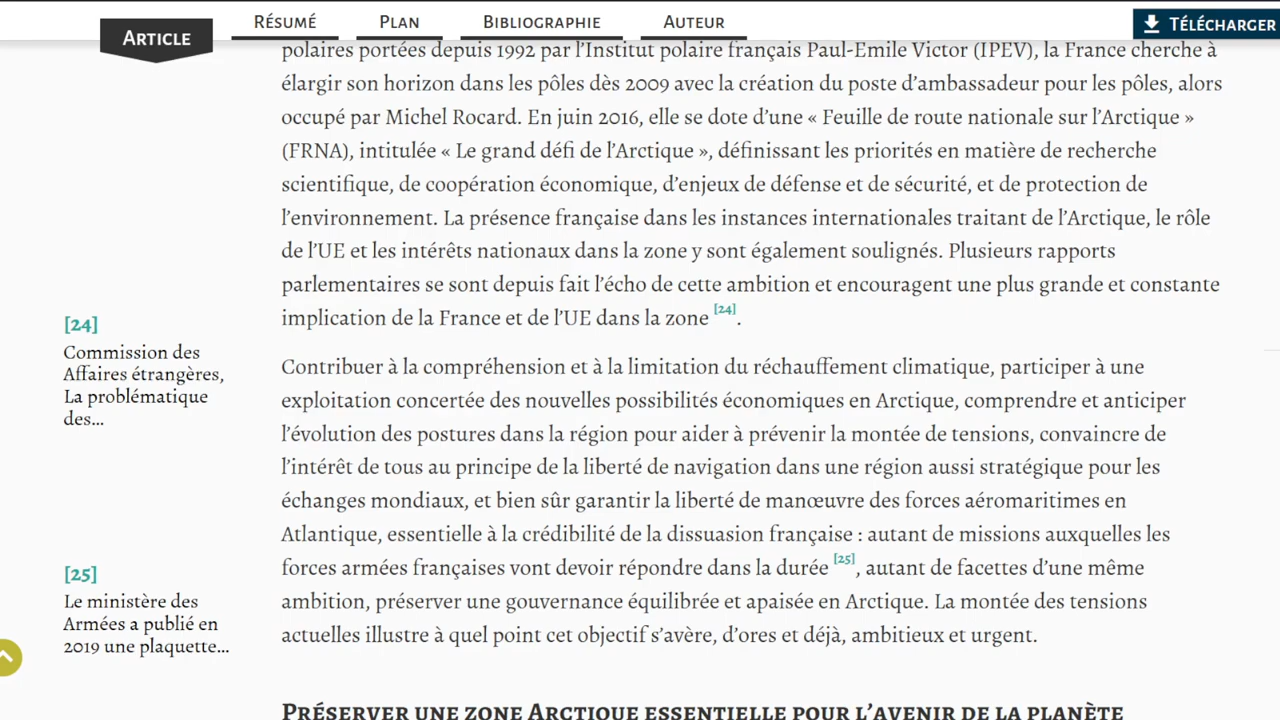 Article
Résumé
Plan
Bibliographie
Auteur
Télécharger
polaires portées depuis 1992 par l’Institut polaire français Paul-Emile Victor (IPEV), la France cherche à
élargir son horizon dans les pôles dès 2009 avec la création du poste d’ambassadeur pour les pôles, alors
occupé par Michel Rocard. En juin 2016, elle se dote d’une « Feuille de route nationale sur l’Arctique »
(FRNA), intitulée « Le grand défi de l’Arctique », définissant les priorités en matière de recherche
scientifique, de coopération économique, d’enjeux de défense et de sécurité, et de protection de
l’environnement. La présence française dans les instances internationales traitant de l’Arctique, le rôle
de l’UE et les intérêts nationaux dans la zone y sont également soulignés. Plusieurs rapports
parlementaires se sont depuis fait l’écho de cette ambition et encouragent une plus grande et constante
implication de la France et de l’UE dans la zone [24].
[24]
Commission des
Affaires étrangères,
La problématique
des...
Contribuer à la compréhension et à la limitation du réchauffement climatique, participer à une
exploitation concertée des nouvelles possibilités économiques en Arctique, comprendre et anticiper
l’évolution des postures dans la région pour aider à prévenir la montée de tensions, convaincre de
l’intérêt de tous au principe de la liberté de navigation dans une région aussi stratégique pour les
échanges mondiaux, et bien sûr garantir la liberté de manœuvre des forces aéromaritimes en
Atlantique, essentielle à la crédibilité de la dissuasion française : autant de missions auxquelles les
forces armées françaises vont devoir répondre dans la durée [25], autant de facettes d’une même
ambition, préserver une gouvernance équilibrée et apaisée en Arctique. La montée des tensions
actuelles illustre à quel point cet objectif s’avère, d’ores et déjà, ambitieux et urgent.
[25]
Le ministère des
Armées a publié en
2019 une plaquette...
Préserver une zone Arctique essentielle pour l’avenir de la planète